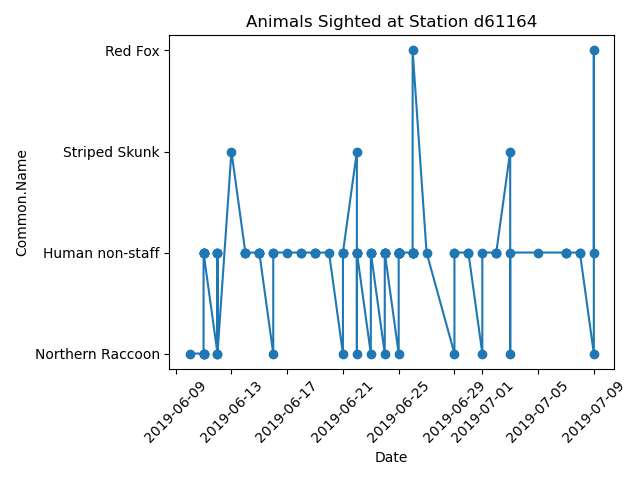 Animals Sighted at Station d61164
Red Fox
Striped Skunk
Human non-staff
Northern Raccoon
Common.Name
2019-06-09
2019-06-13
2019-06-17
2019-06-21
2019-06-25
2019-06-29
2019-07-01
2019-07-05
2019-07-09
Date